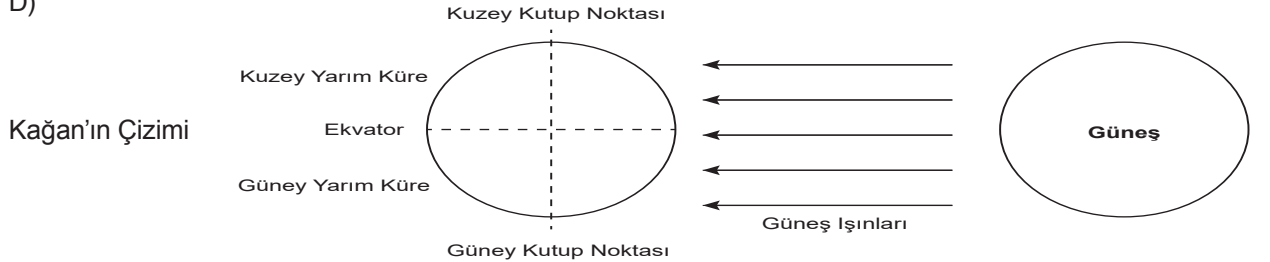 D)
Kuzey Kutup Noktası
Kuzey Yarım Küre
Kağan'ın Çizimi
Ekvator
Güneş
Güney Yarım Küre
Güneş Işınları
Güney Kutup Noktası